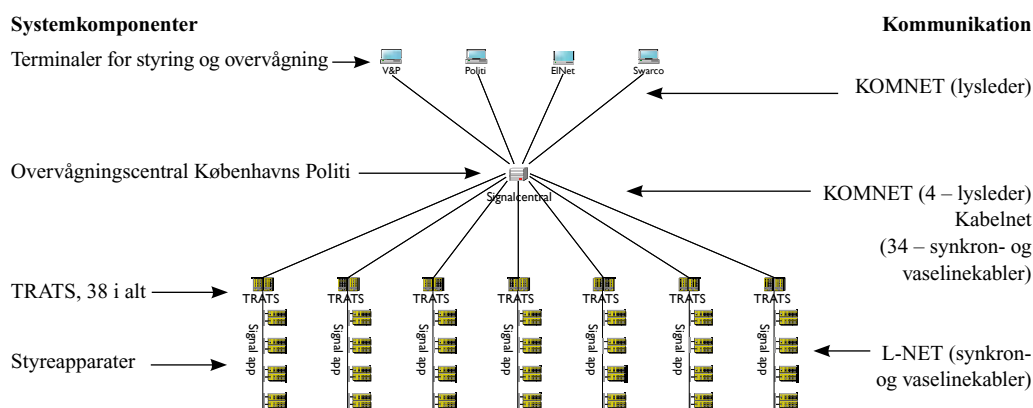 Systemkomponenter
Kommunikation
Terminaler for styring og overvågning
V&P
Politi
ElNet
Swarco
KOMNET (lysleder)
Overvågningscentral Københavns Politi
Signalcentral
KOMNET (4 – lysleder)
Kabelnet
(34 – synkron- og
vaselinekabler)
TRATS, 38 i alt
TRATS
TRATS
TRATS
TRATS
TRATS
TRATS
TRATS
Signal app
Signal app
Signal app
Signal app
Signal app
Signal app
Signal app
Styreapparater
L-NET (synkron-
og vaselinekabler)